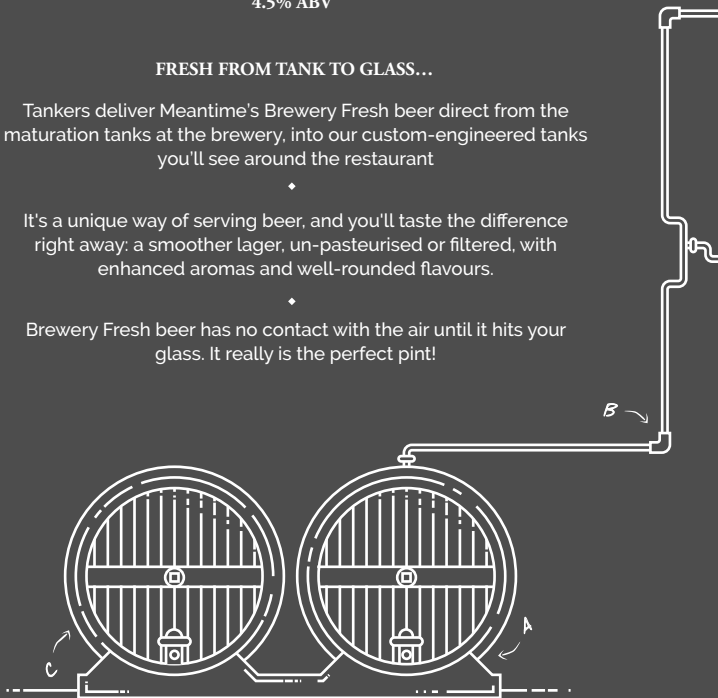 4.5% ABV
FRESH FROM TANK TO GLASS…
Tankers deliver Meantime's Brewery Fresh beer direct from the
maturation tanks at the brewery, into our custom-engineered tanks
you'll see around the restaurant
It's a unique way of serving beer, and you'll taste the difference
right away: a smoother lager, un-pasteurised or filtered, with
enhanced aromas and well-rounded flavours.
Brewery Fresh beer has no contact with the air until it hits your
glass. It really is the perfect pint!
B
A
C